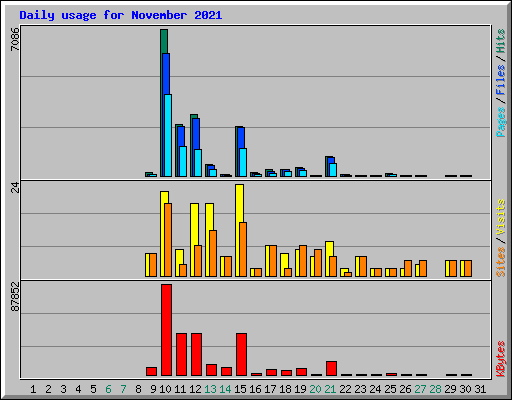 Daily usage for November 2021
7086
24
87852
Pages / Files / Hits
Sites / Visits
KBytes
1 2 3 4 5 6 7 8 9 10 11 12 13 14 15 16 17 18 19 20 21 22 23 24 25 26 27 28 29 30 31